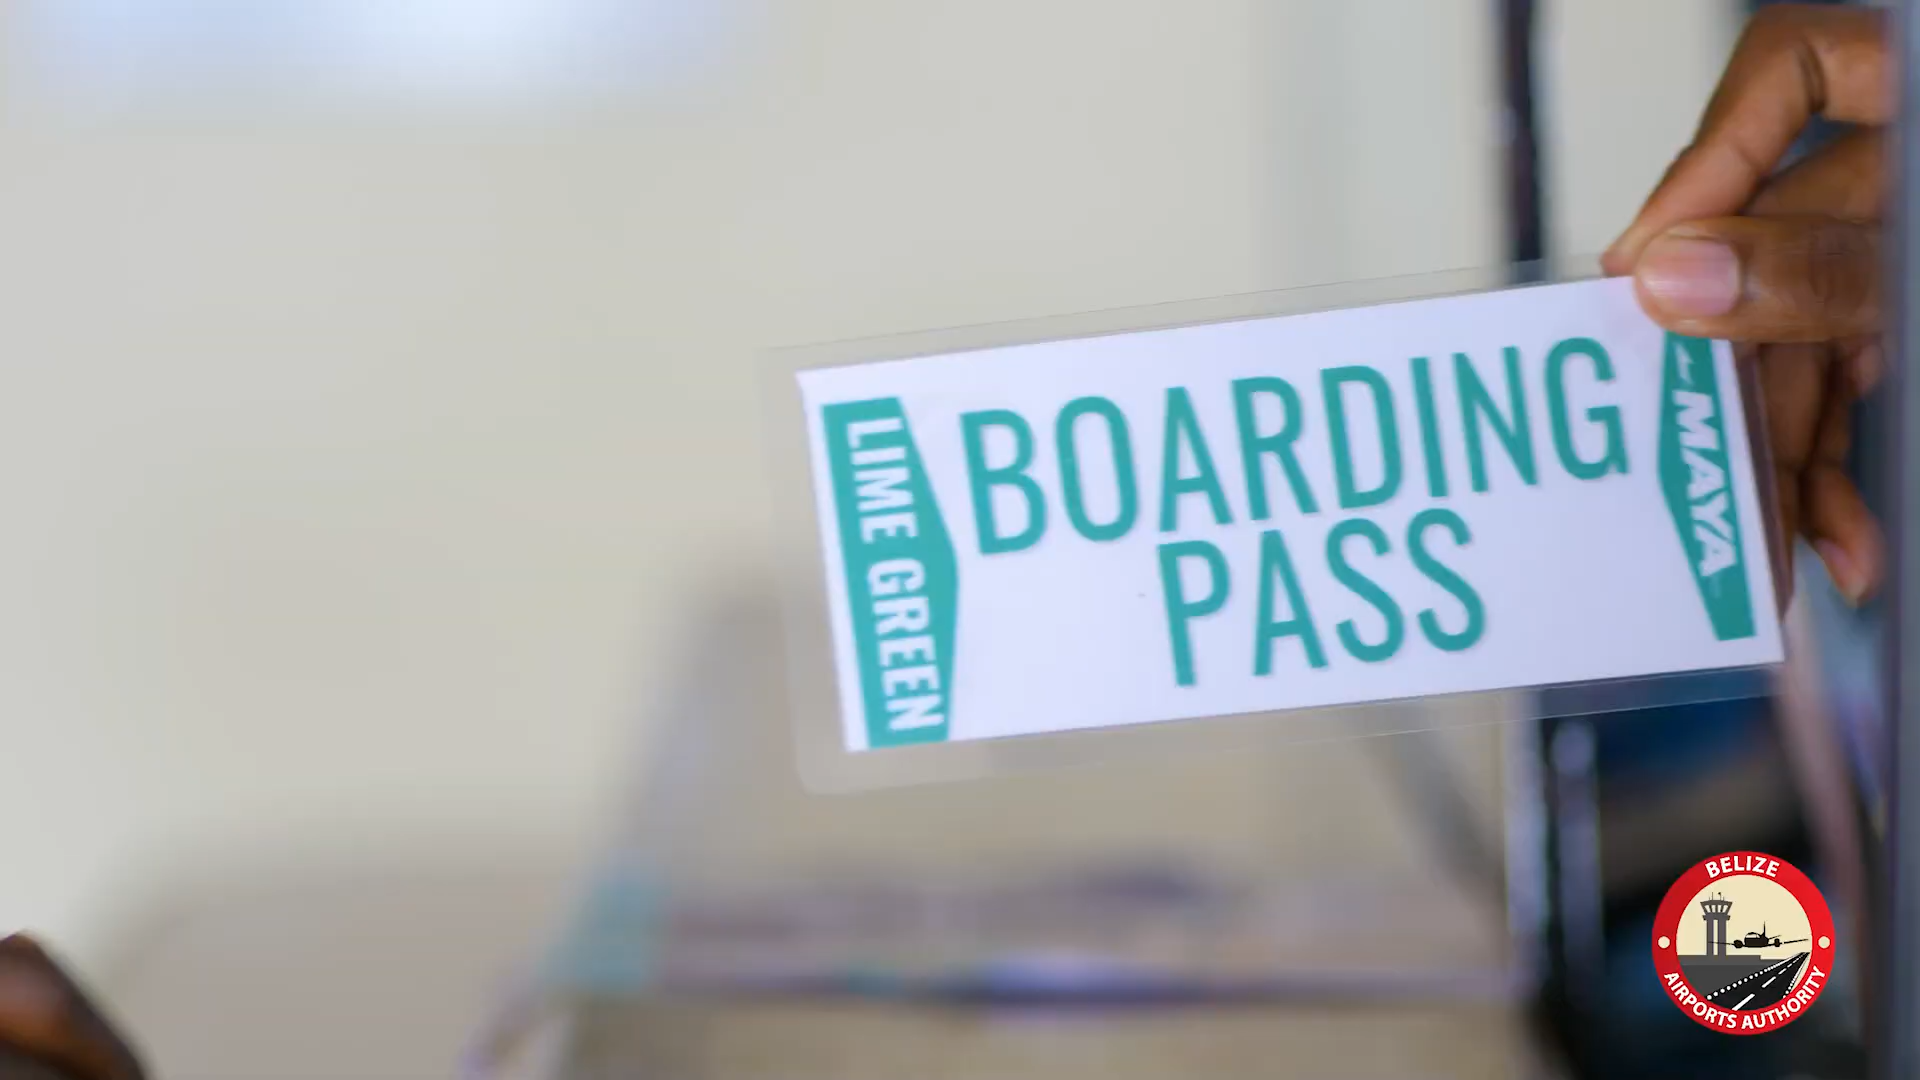 LIME GREEN
BOARDING
PASS
MAYA
BELIZE
AIRPORTS AUTHORITY